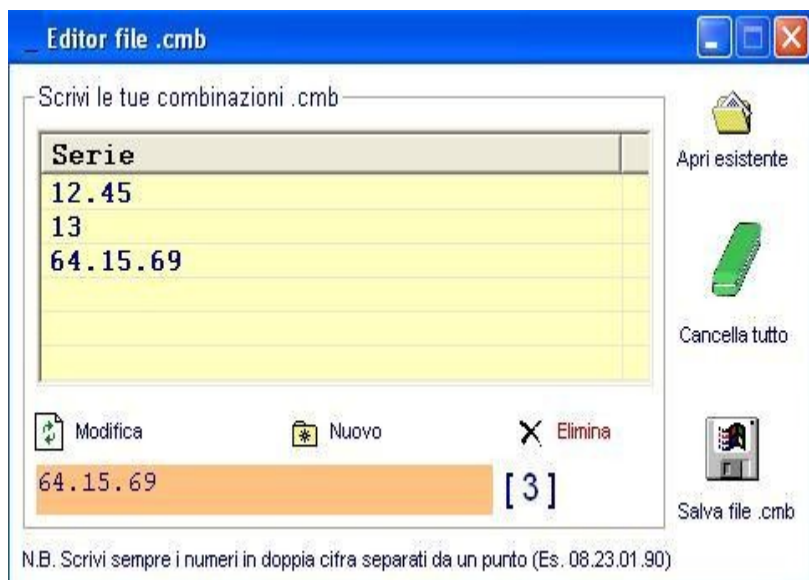 _ Editor file .cmb
Scrivi le tue combinazioni .cmb
Serie
12.45
13
64.15.69
Apri esistente
Cancella tutto
Modifica
Nuovo
Elimina
64.15.69
[ 3 ]
Salva file .cmb
N.B. Scrivi sempre i numeri in doppia cifra separati da un punto (Es. 08.23.01.90)